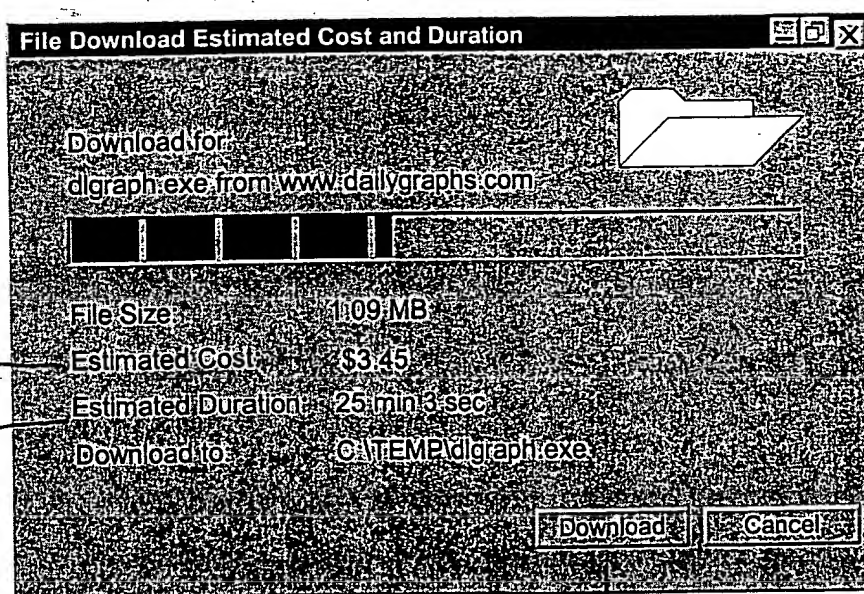 File Download Estimated Cost and Duration
Download for:
dlgraph.exe from www.dailygraphs.com
File Size: 1.09 MB
Estimated Cost: $3.45
Estimated Duration: 25 min 3 sec
Download to: C:\TEMP\dlgraph.exe
Download Cancel